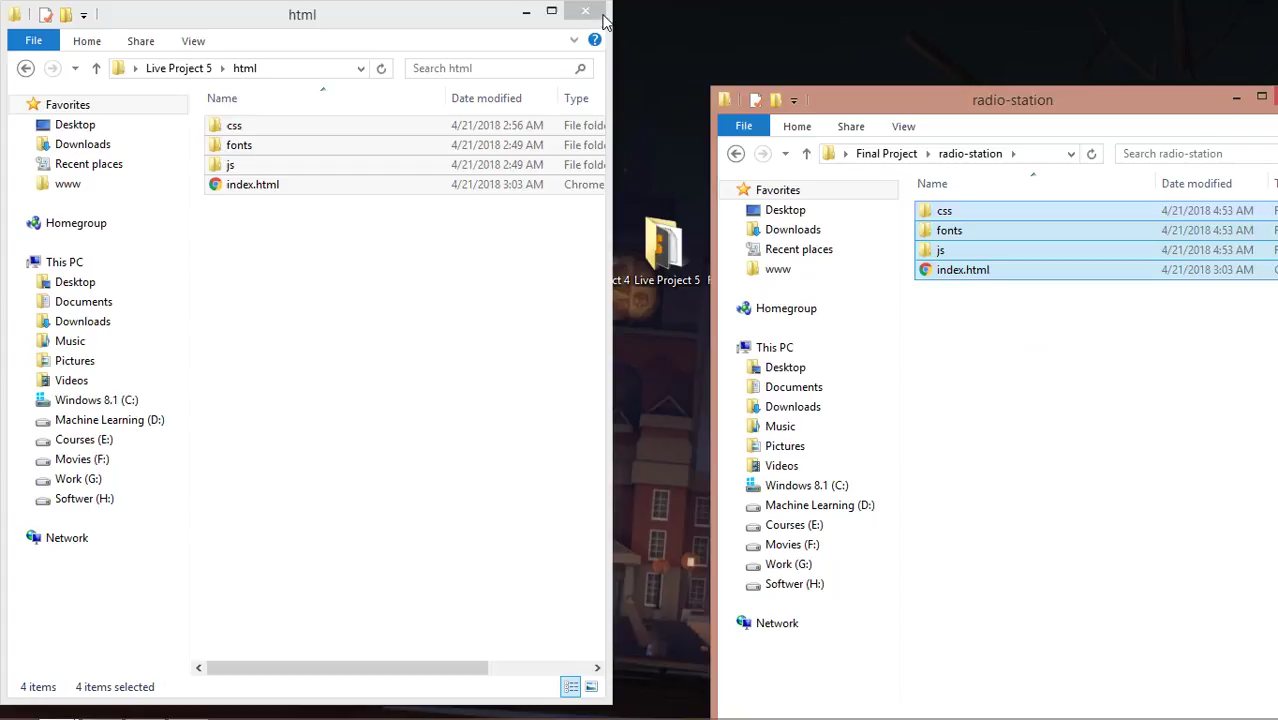 html
File Home Share View
Live Project 5 html
Search html
Name Date modified Type
css 4/21/2018 2:56 AM File fold
fonts 4/21/2018 2:49 AM File fold
js 4/21/2018 2:49 AM File fold
index.html 4/21/2018 3:03 AM Chrome
Favorites
Desktop
Downloads
Recent places
www
Homegroup
This PC
Desktop
Documents
Downloads
Music
Pictures
Videos
Windows 8.1 (C:)
Machine Learning (D:)
Courses (E:)
Movies (F:)
Work (G:)
Softwer (H:)
Network
4 items 4 items selected
ct 4 Live Project 5
radio-station
File Home Share View
Final Project radio-station
Search radio-station
Name Date modified
css 4/21/2018 4:53 AM
fonts 4/21/2018 4:53 AM
js 4/21/2018 4:53 AM
index.html 4/21/2018 3:03 AM
Favorites
Desktop
Downloads
Recent places
www
Homegroup
This PC
Desktop
Documents
Downloads
Music
Pictures
Videos
Windows 8.1 (C:)
Machine Learning (D:)
Courses (E:)
Movies (F:)
Work (G:)
Softwer (H:)
Network